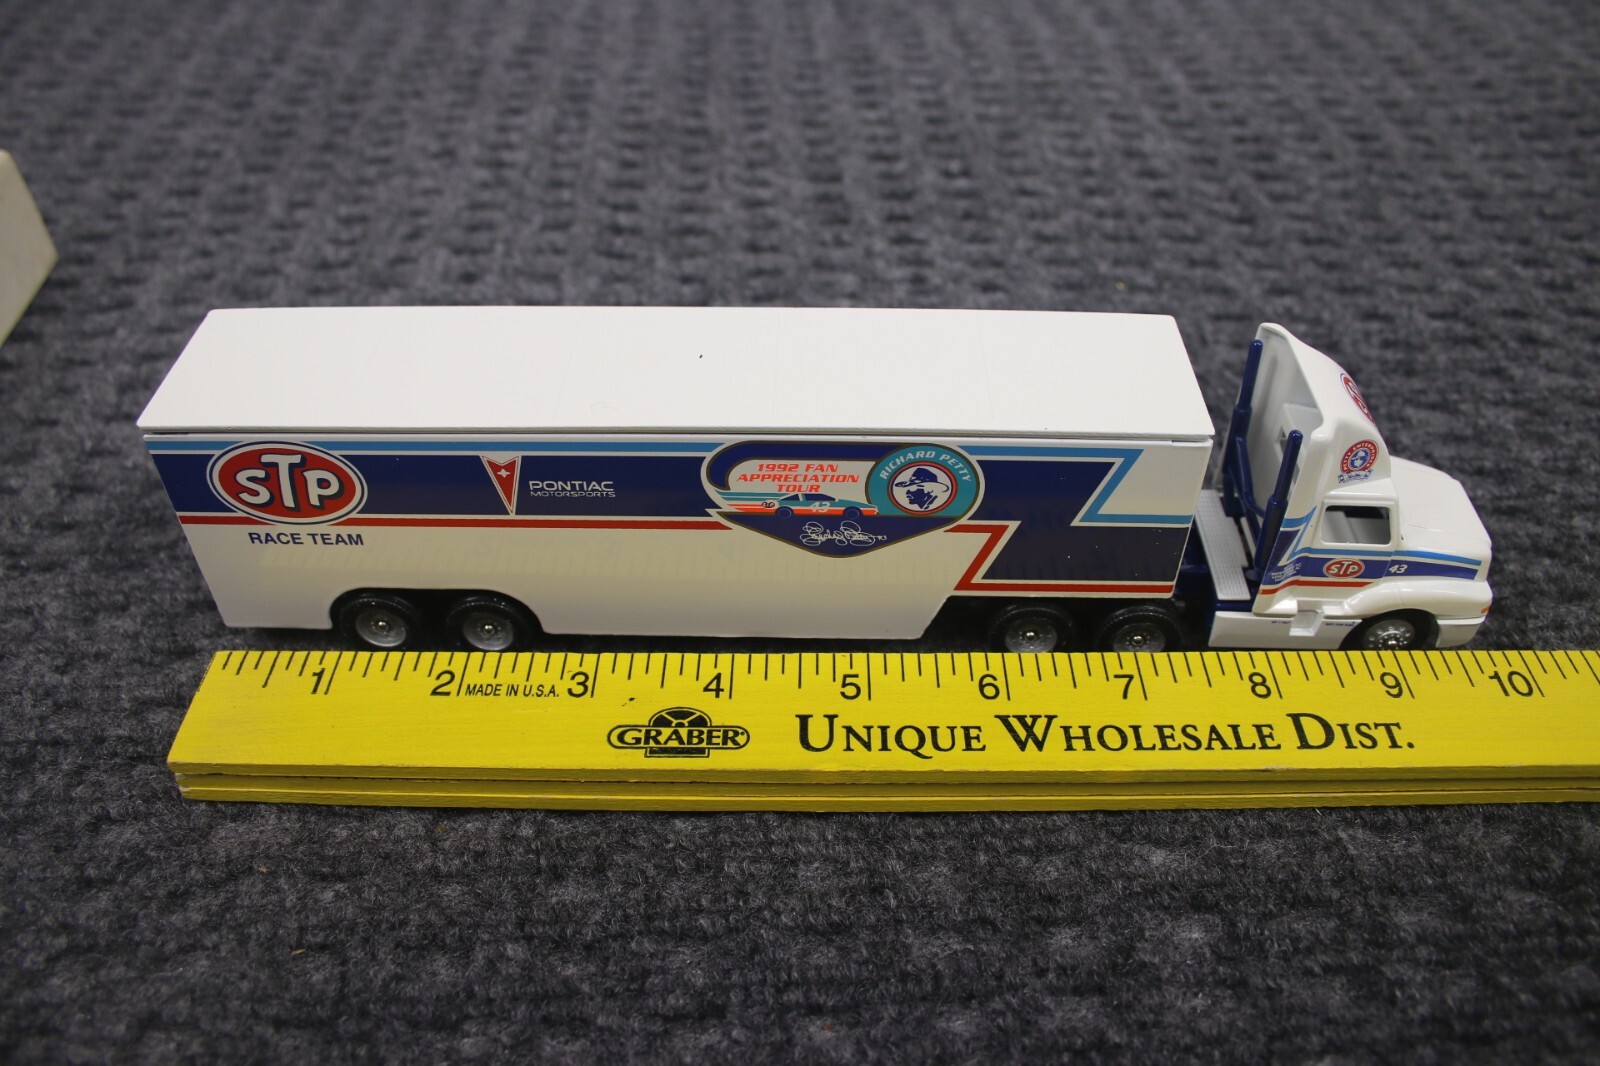 STP
RACE TEAM
PONTIAC
MOTORSPORTS
1992 FAN
APPRECIATION
TOUR
43
STP
RICHARD PETTY
STP
43
1 2 MADE IN U.S.A. 3 4 5 6 7 8 9 10
GRABER
UNIQUE WHOLESALE DIST.